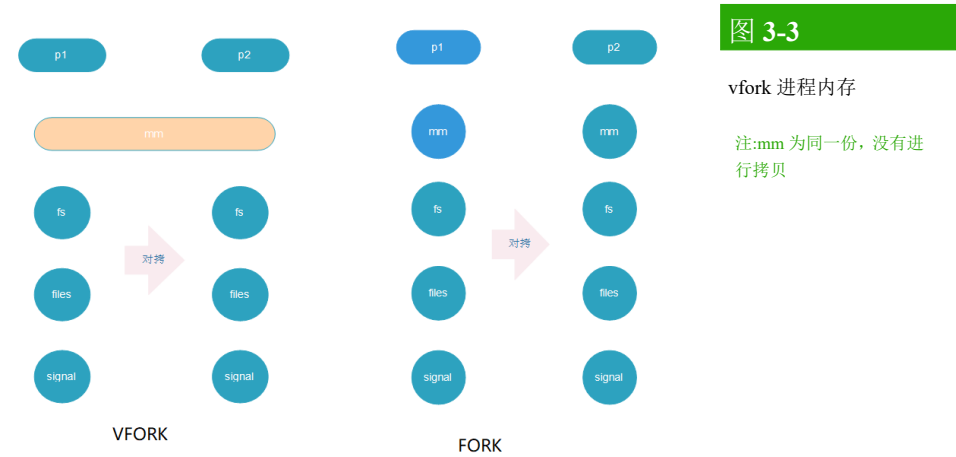 p1
p2
mm
fs
fs
对拷
files
files
signal
signal
VFORK
p1
p2
mm
mm
fs
fs
对拷
files
files
signal
signal
FORK
图 3-3
vfork 进程内存
注:mm 为同一份，没有进
行拷贝